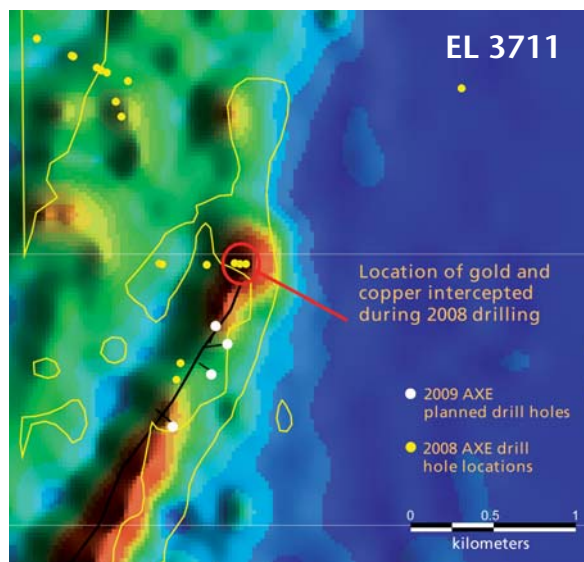 EL 3711
Location of gold and
copper intercepted
during 2008 drilling
2009 AXE
planned drill holes
2008 AXE drill
hole locations
0 0.5 1
kilometers